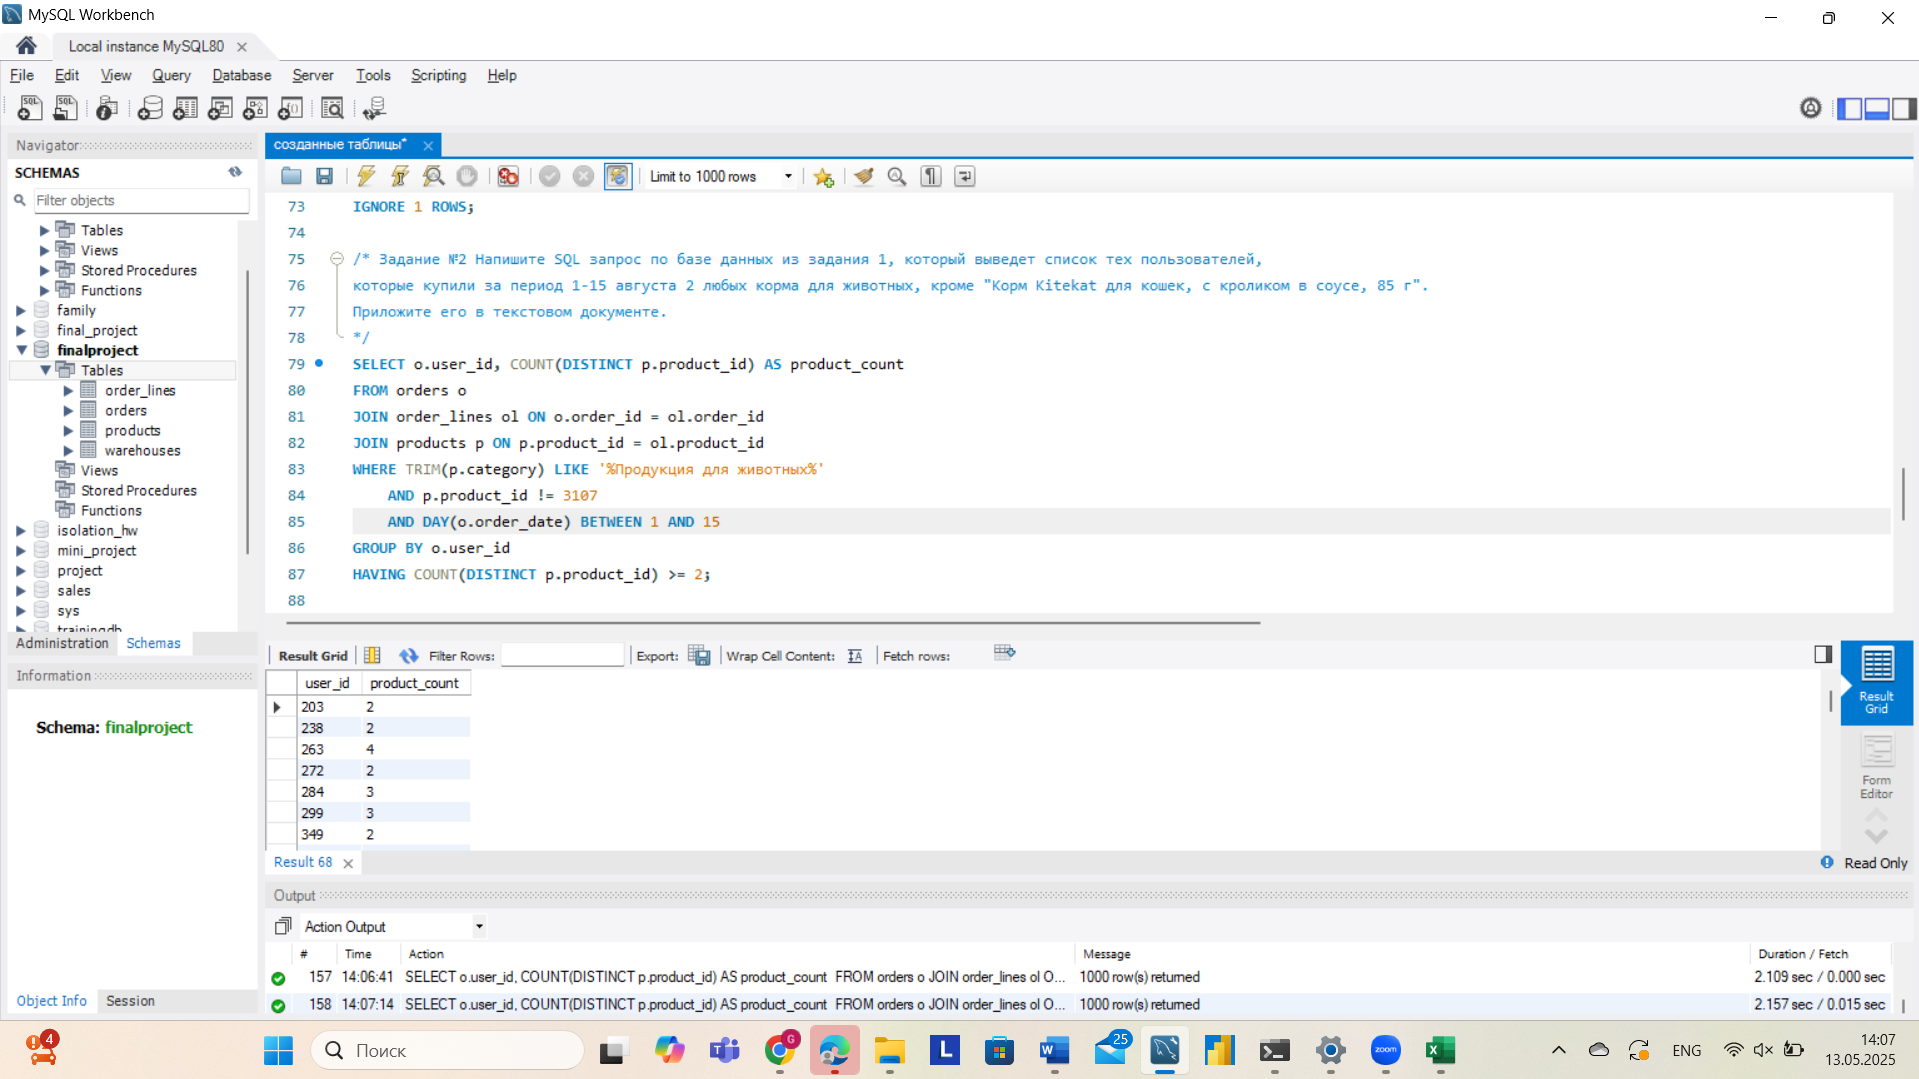 MySQL Workbench
Local instance MySQL80
File Edit View Query Database Server Tools Scripting Help
Navigator
SCHEMAS
Filter objects
Tables
Views
Stored Procedures
Functions
family
final_project
finalproject
Tables
order_lines
orders
products
warehouses
Views
Stored Procedures
Functions
isolation_hw
mini_project
project
sales
sys
trainingdb
Administration Schemas
Information
Schema: finalproject
Object Info Session
созданные таблицы*
Limit to 1000 rows
73 IGNORE 1 ROWS;
74
75 /* Задание №2 Напишите SQL запрос по базе данных из задания 1, который выведет список тех пользователей,
76 которые купили за период 1-15 августа 2 любых корма для животных, кроме "Корм Kitekat для кошек, с кроликом в соусе, 85 г".
77 Приложите его в текстовом документе.
78 */
79 SELECT o.user_id, COUNT(DISTINCT p.product_id) AS product_count
80 FROM orders o
81 JOIN order_lines ol ON o.order_id = ol.order_id
82 JOIN products p ON p.product_id = ol.product_id
83 WHERE TRIM(p.category) LIKE '%Продукция для животных%'
84 AND p.product_id != 3107
85 AND DAY(o.order_date) BETWEEN 1 AND 15
86 GROUP BY o.user_id
87 HAVING COUNT(DISTINCT p.product_id) >= 2;
88
Result Grid Filter Rows: Export: Wrap Cell Content: Fetch rows:
user_id product_count
203 2
238 2
263 4
272 2
284 3
299 3
349 2
Result Grid
Form Editor
Result 68
Read Only
Output
Action Output
# Time Action Message Duration / Fetch
157 14:06:41 SELECT o.user_id, COUNT(DISTINCT p.product_id) AS product_count FROM orders o JOIN order_lines ol O... 1000 row(s) returned 2.109 sec / 0.000 sec
158 14:07:14 SELECT o.user_id, COUNT(DISTINCT p.product_id) AS product_count FROM orders o JOIN order_lines ol O... 1000 row(s) returned 2.157 sec / 0.015 sec
4
Поиск
G
L
W
25
zoom
X
ENG
14:07
13.05.2025